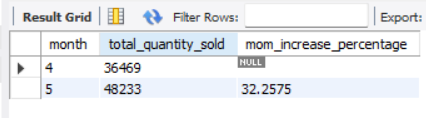 Result Grid Filter Rows: Export:
month total_quantity_sold mom_increase_percentage
4 36469 NULL
5 48233 32.2575